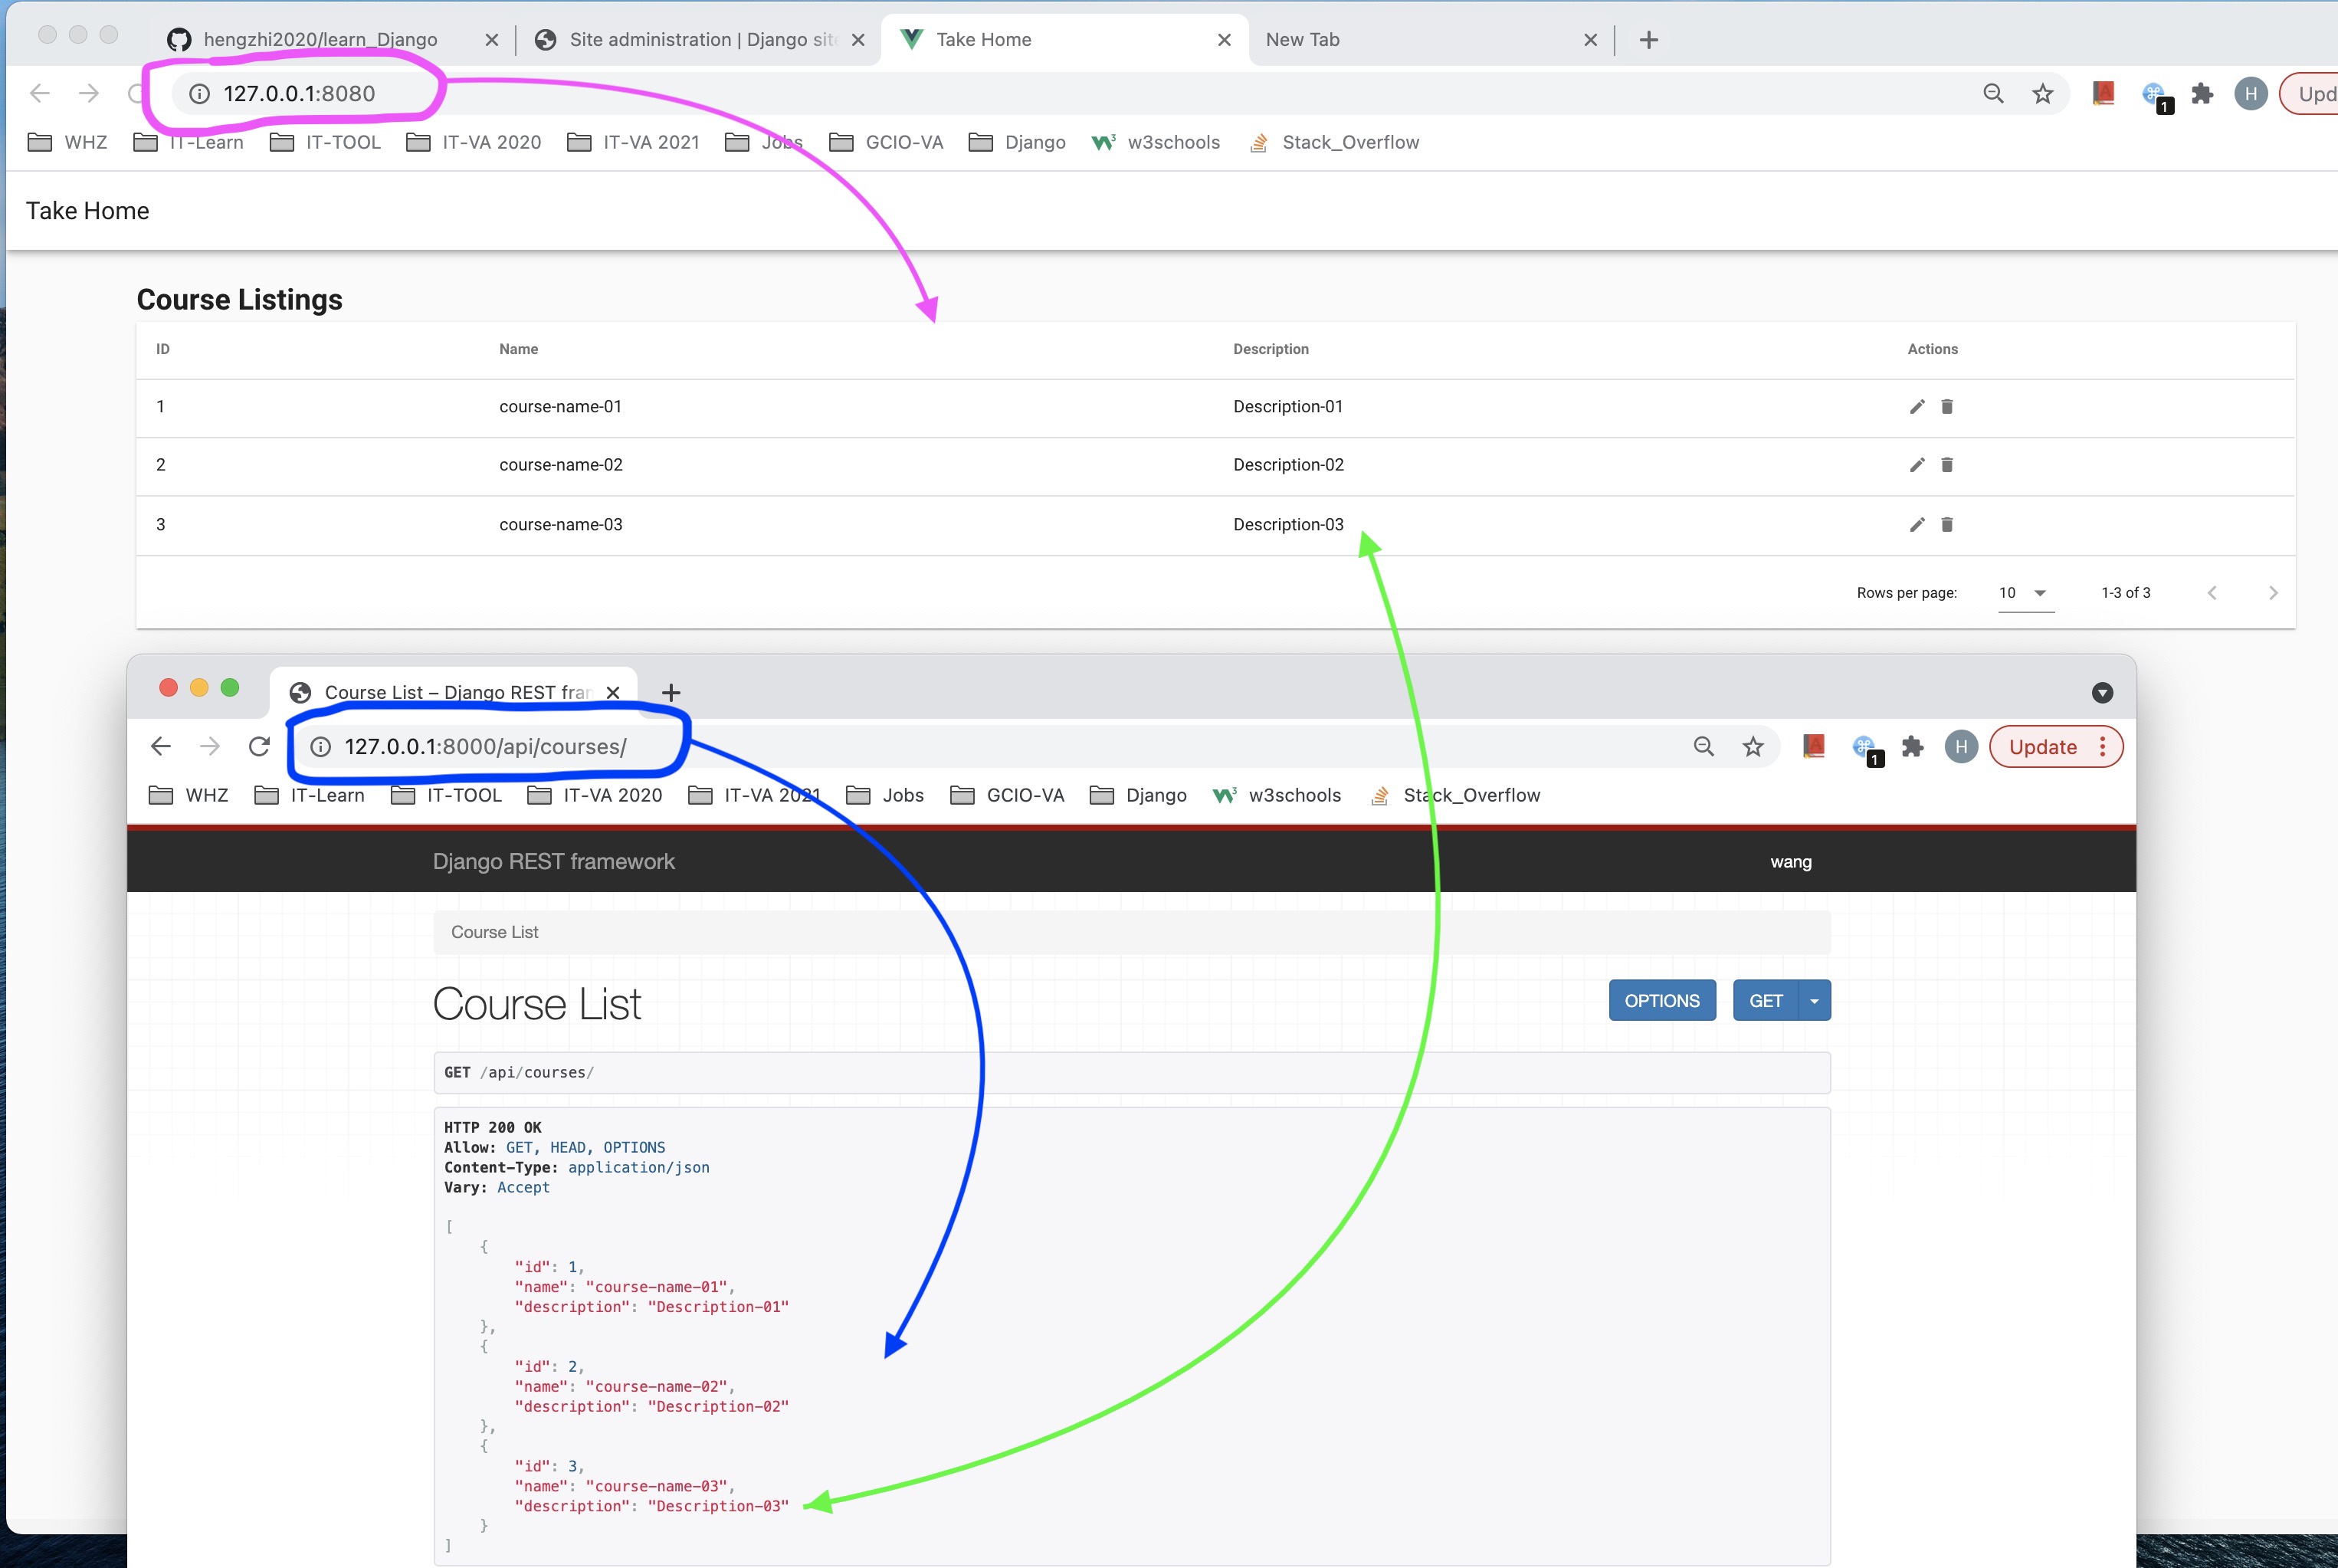 hengzhi2020/learn_Django
Site administration | Django site
Take Home
New Tab
127.0.0.1:8080
1
H
Upd
WHZ
IT-Learn
IT-TOOL
IT-VA 2020
IT-VA 2021
Jobs
GCIO-VA
Django
w3schools
Stack_Overflow
Take Home
Course Listings
ID Name Description Actions
1 course-name-01 Description-01
2 course-name-02 Description-02
3 course-name-03 Description-03
Rows per page: 10 1-3 of 3
Course List – Django REST fran
127.0.0.1:8000/api/courses/
1
H
Update
WHZ
IT-Learn
IT-TOOL
IT-VA 2020
IT-VA 2021
Jobs
GCIO-VA
Django
w3schools
Stack_Overflow
Django REST framework
wang
Course List
Course List
OPTIONS
GET
GET /api/courses/
HTTP 200 OK
Allow: GET, HEAD, OPTIONS
Content-Type: application/json
Vary: Accept
[
{
"id": 1,
"name": "course-name-01",
"description": "Description-01"
},
{
"id": 2,
"name": "course-name-02",
"description": "Description-02"
},
{
"id": 3,
"name": "course-name-03",
"description": "Description-03"
}
]